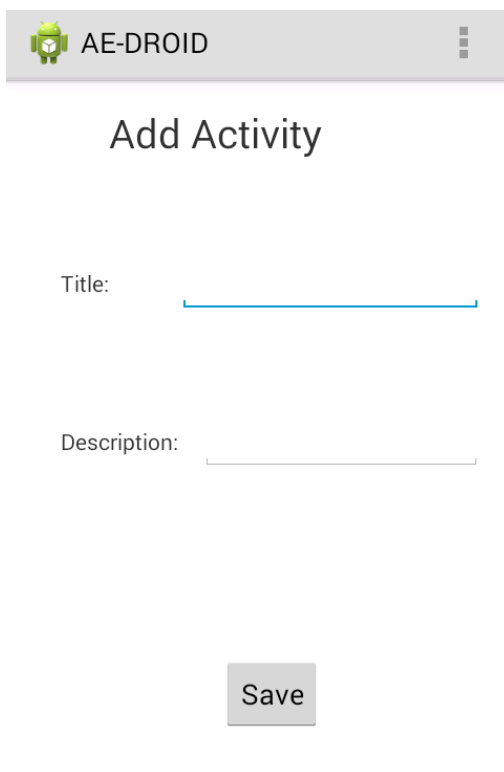 AE-DROID
Add Activity
Title:
Description:
Save